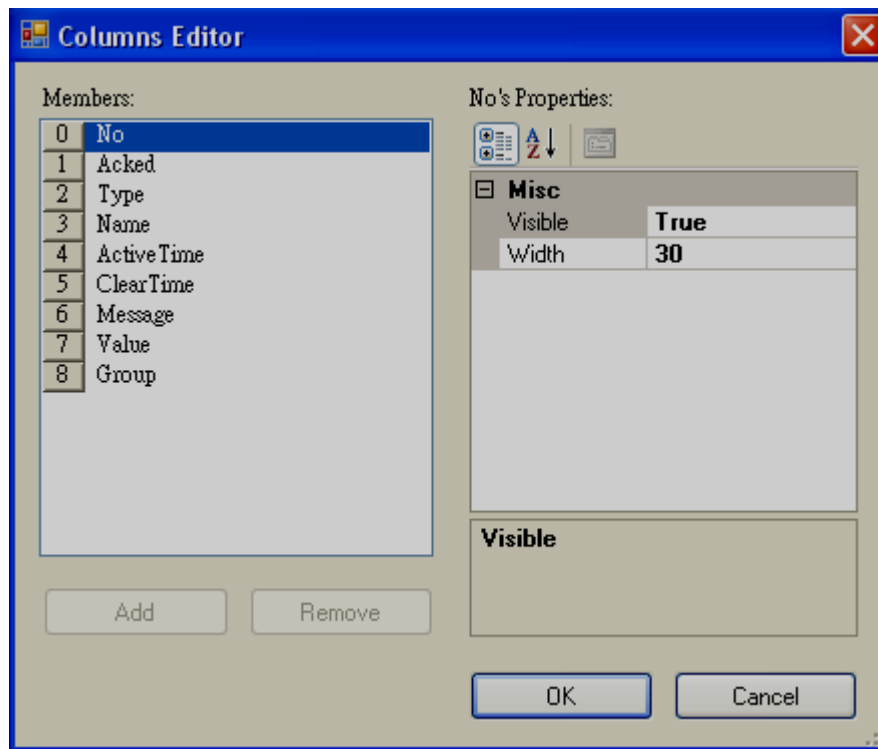 Columns Editor
Members:
0 No
1 Acked
2 Type
3 Name
4 ActiveTime
5 ClearTime
6 Message
7 Value
8 Group
Add Remove
No's Properties:
A
Z
Misc
Visible True
Width 30
Visible
OK Cancel